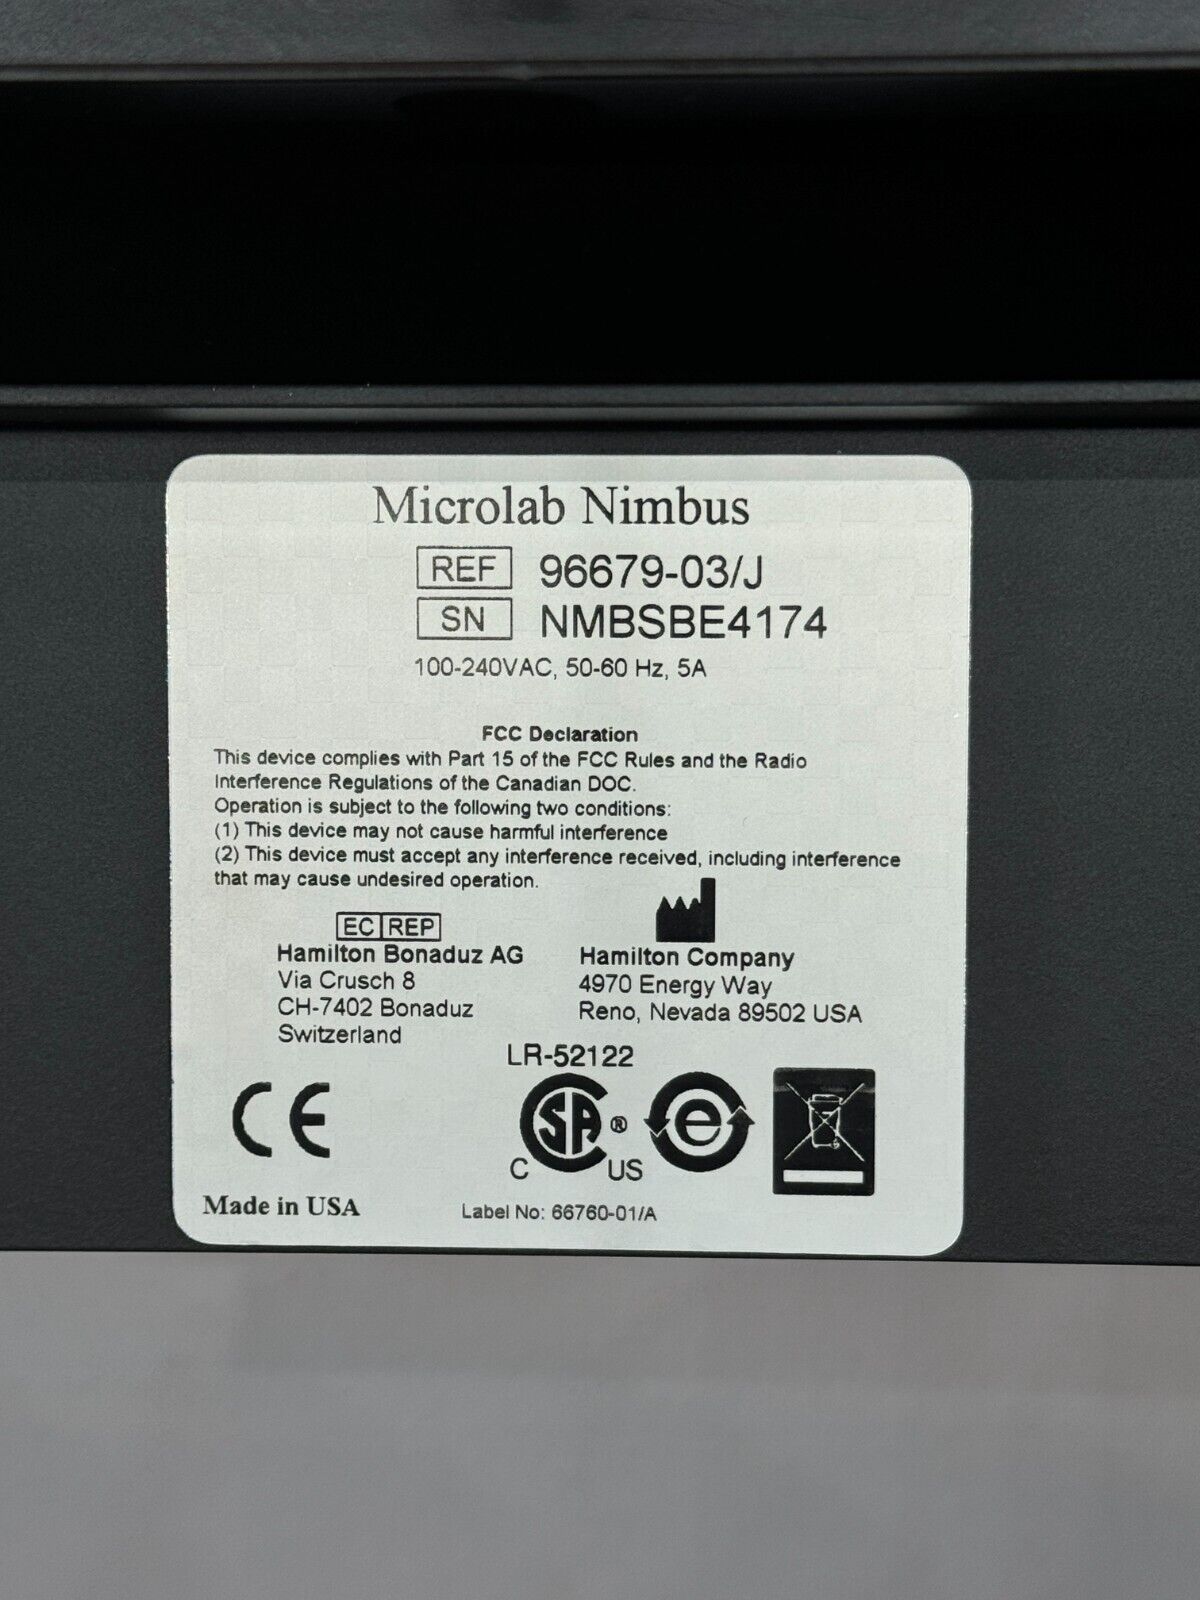 Microlab Nimbus
REF 96679-03/J
SN NMBSBE4174
100-240VAC, 50-60 Hz, 5A
FCC Declaration
This device complies with Part 15 of the FCC Rules and the Radio
Interference Regulations of the Canadian DOC.
Operation is subject to the following two conditions:
(1) This device may not cause harmful interference
(2) This device must accept any interference received, including interference
that may cause undesired operation.
EC REP
Hamilton Bonaduz AG
Via Crusch 8
CH-7402 Bonaduz
Switzerland
Hamilton Company
4970 Energy Way
Reno, Nevada 89502 USA
LR-52122
CE
C SA ® US
e
Made in USA
Label No: 66760-01/A